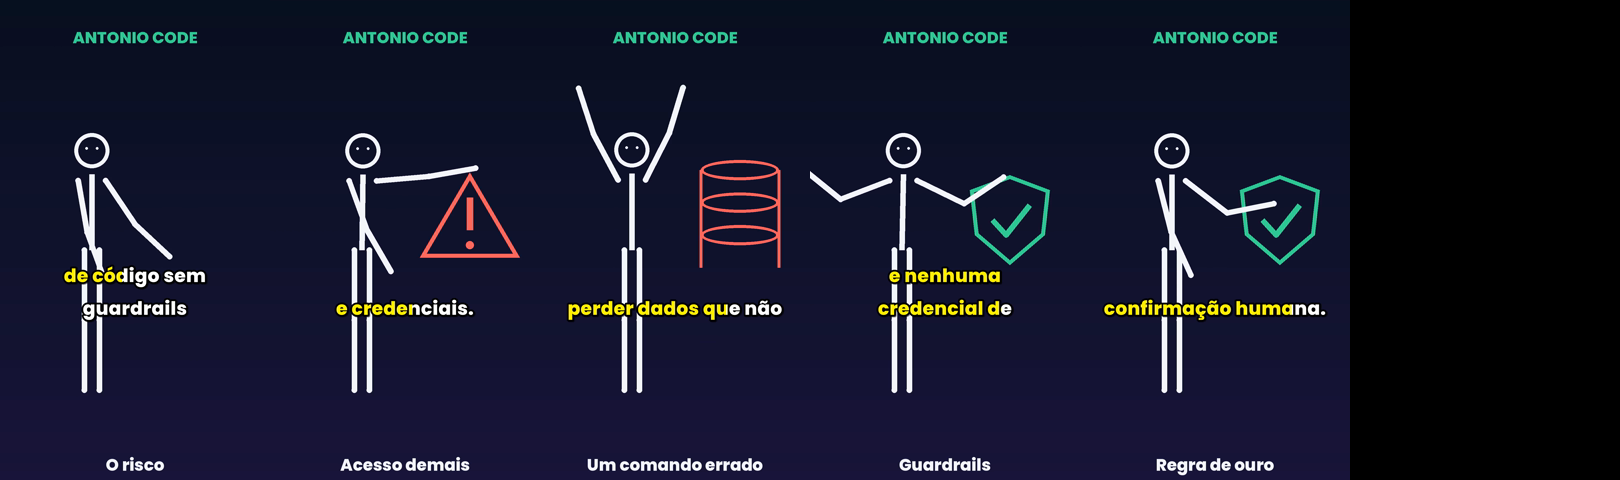 ANTONIO CODE
de código sem
guardrails
O risco
ANTONIO CODE
e credenciais.
Acesso demais
ANTONIO CODE
perder dados que não
Um comando errado
ANTONIO CODE
e nenhuma
credencial de
Guardrails
ANTONIO CODE
confirmação humana.
Regra de ouro